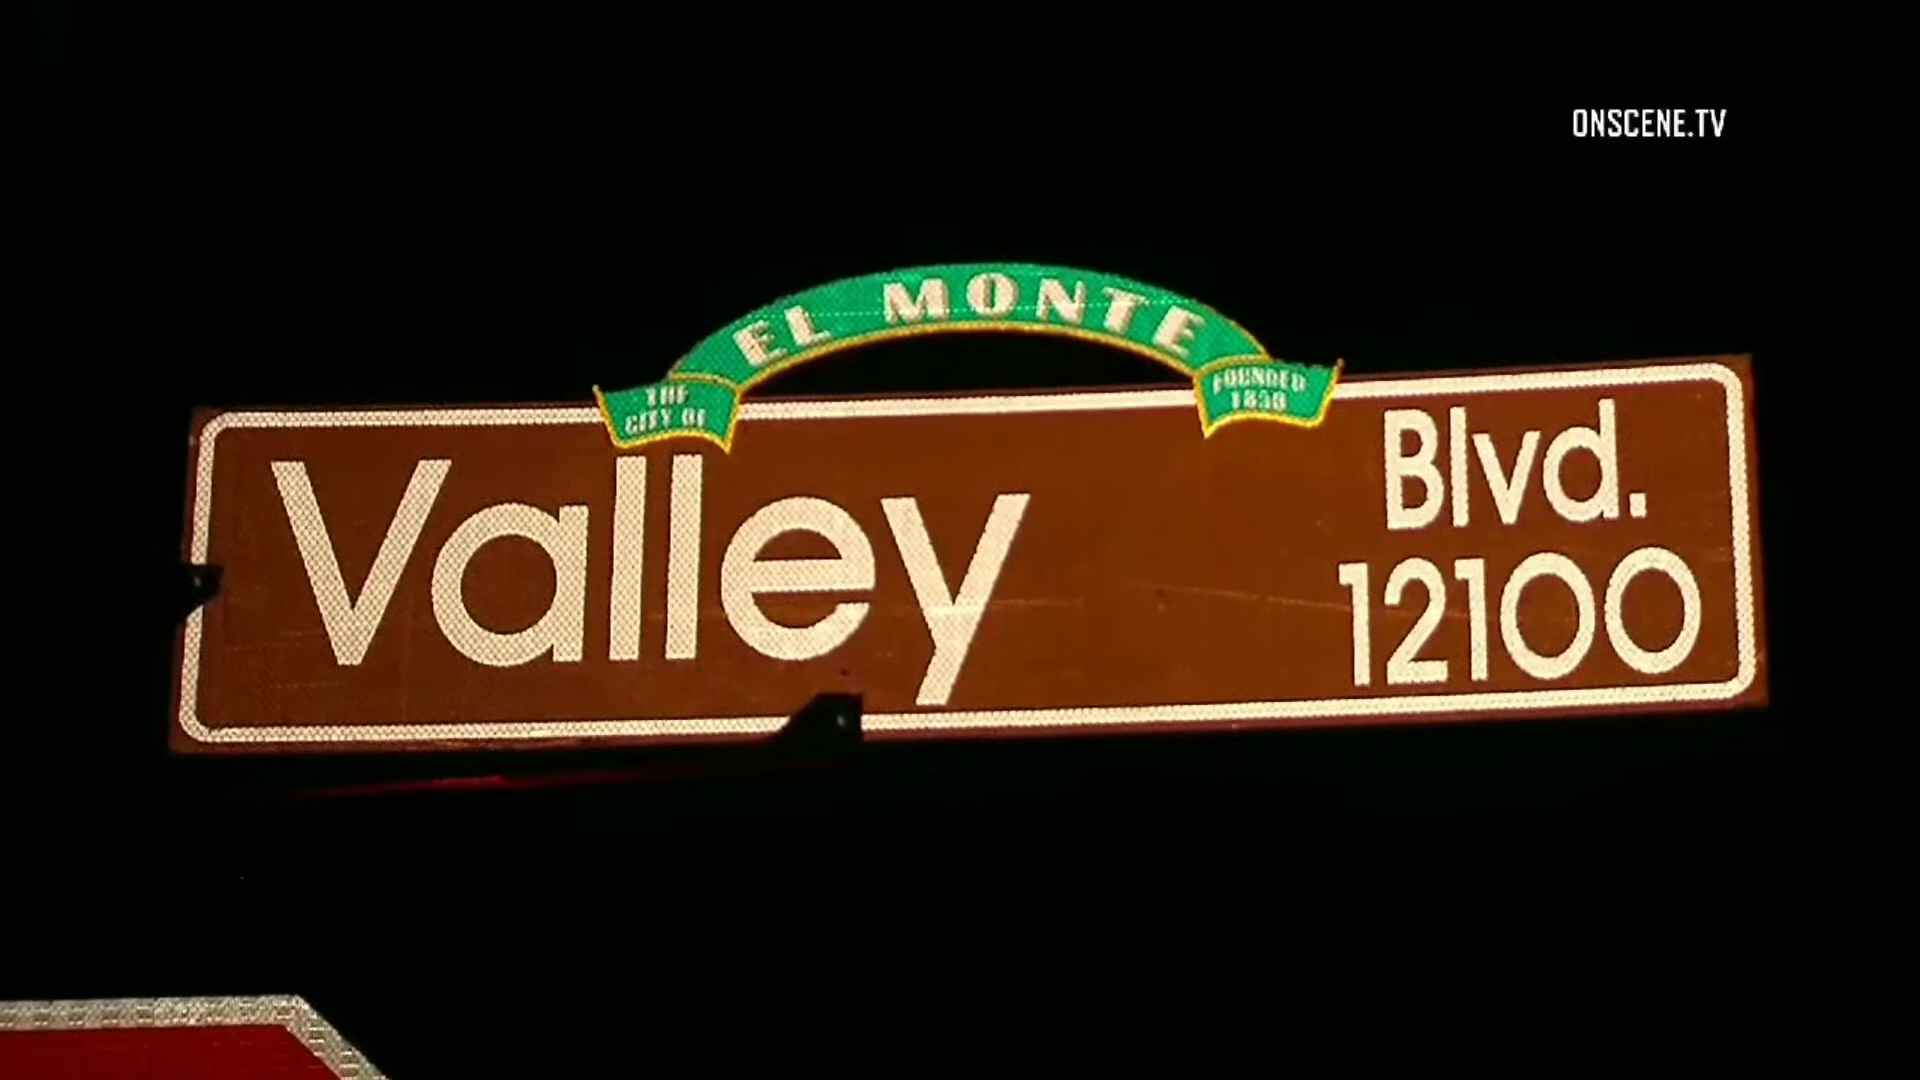 ONSCENE.TV
EL MONTE
THE
CITY OF
FOUNDED
Valley
Blvd.
12100